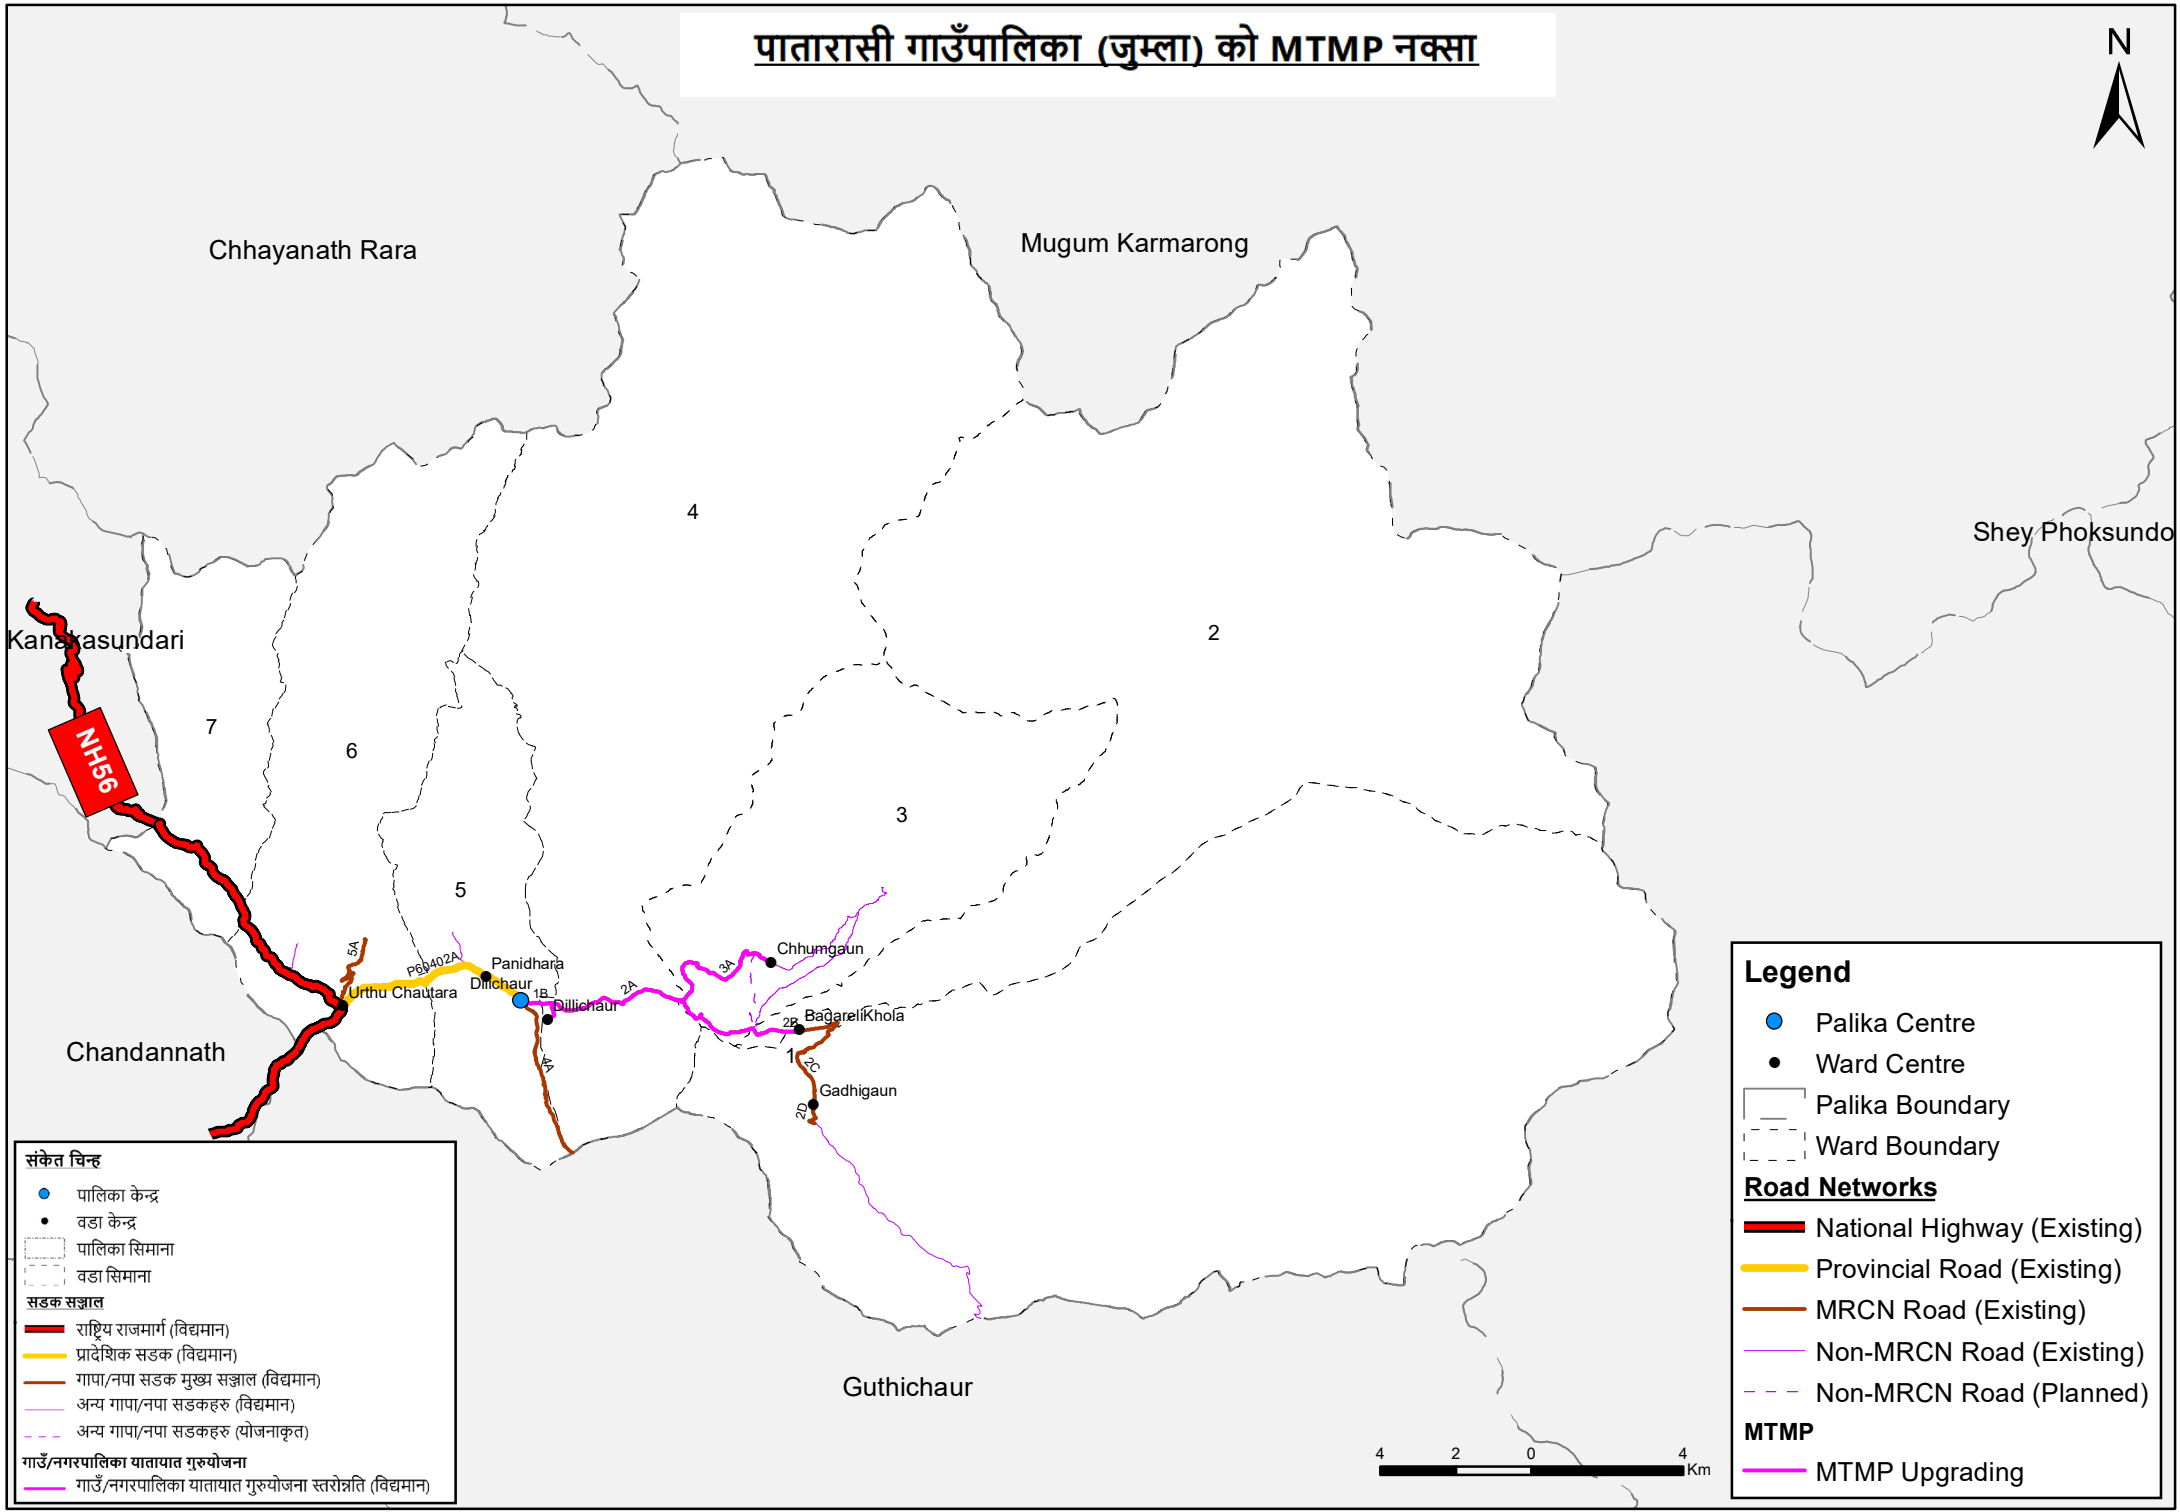 पातारासी गाउँपालिका (जुम्ला) को MTMP नक्सा
N
Chhayanath Rara
Mugum Karmarong
4
Shey Phoksundo
2
Kanakasundari
7
6
NH56
3
5
5A
P60402A
Panidhara
Dillichaur
Urthu Chautara
1B
Dillichaur
2A
3A
Chhumgaun
2B
BagareliKhola
1
2C
Gadhigaun
2D
4A
Chandannath
Guthichaur
संकेत चिन्ह
पालिका केन्द्र
वडा केन्द्र
पालिका सिमाना
वडा सिमाना
सडक सञ्जाल
राष्ट्रिय राजमार्ग (विद्यमान)
प्रादेशिक सडक (विद्यमान)
गापा/नपा सडक मुख्य सञ्जाल (विद्यमान)
अन्य गापा/नपा सडकहरु (विद्यमान)
अन्य गापा/नपा सडकहरु (योजनाकृत)
गाउँ/नगरपालिका यातायात गुरुयोजना
गाउँ/नगरपालिका यातायात गुरुयोजना स्तरोन्नति (विद्यमान)
4 2 0 4
Km
Legend
Palika Centre
Ward Centre
Palika Boundary
Ward Boundary
Road Networks
National Highway (Existing)
Provincial Road (Existing)
MRCN Road (Existing)
Non-MRCN Road (Existing)
Non-MRCN Road (Planned)
MTMP
MTMP Upgrading